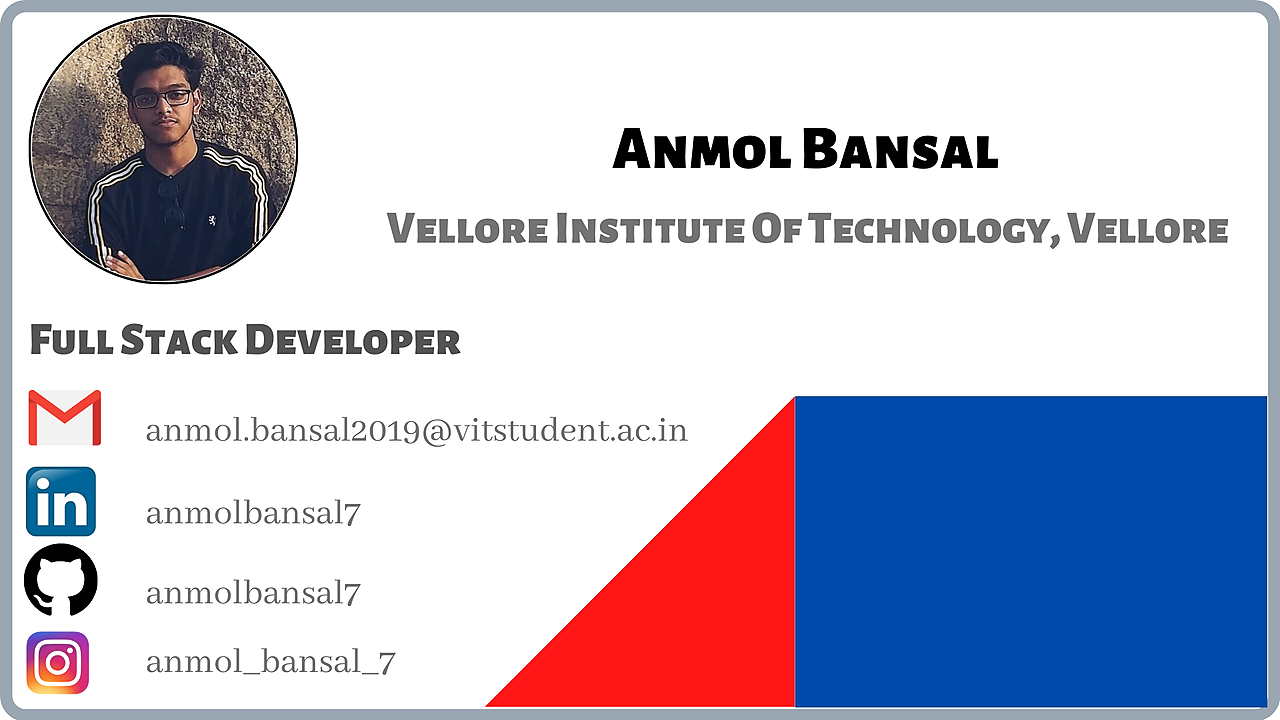 Anmol Bansal
Vellore Institute Of Technology, Vellore
Full Stack Developer
anmol.bansal2019@vitstudent.ac.in
in
anmolbansal7
anmolbansal7
anmol_bansal_7